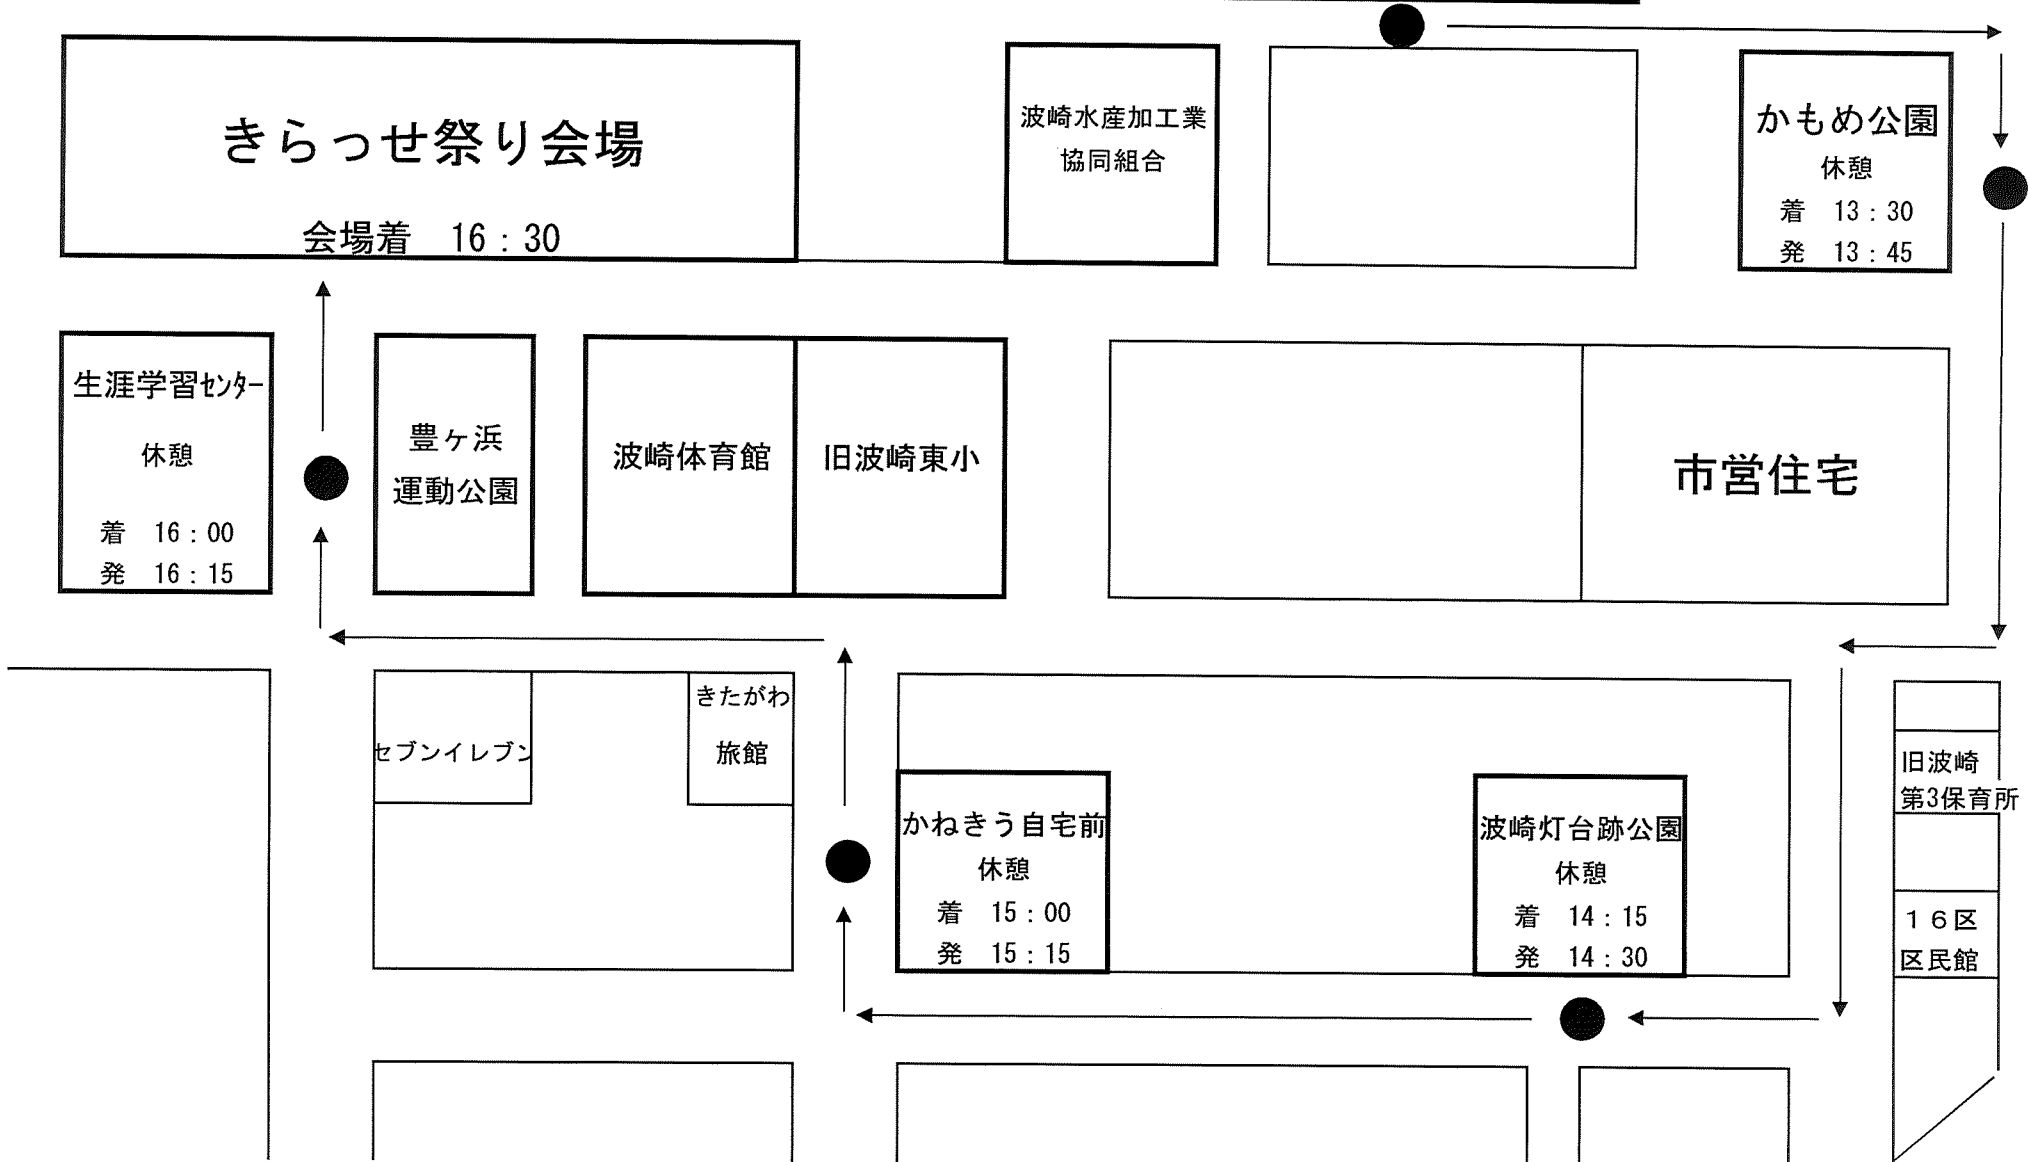 きらっせ祭り会場
会場着　16：30
波崎水産加工業
協同組合
かもめ公園
休憩
着　13：30
発　13：45
生涯学習ｾﾝﾀｰ
休憩
着　16：00
発　16：15
豊ヶ浜
運動公園
波崎体育館
旧波崎東小
市営住宅
セブンイレブン
きたがわ
旅館
かねきう自宅前
休憩
着　15：00
発　15：15
波崎灯台跡公園
休憩
着　14：15
発　14：30
旧波崎
第3保育所
１６区
区民館